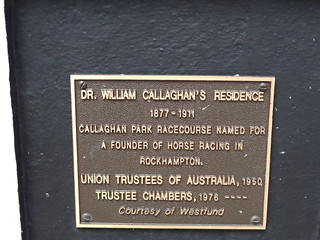 DR. WILLIAM CALLAGHAN'S RESIDENCE
1877-1911
CALLAGHAN PARK RACECOURSE NAMED FOR
A FOUNDER OF HORSE RACING IN
ROCKHAMPTON.
UNION TRUSTEES OF AUSTRALIA, 1950
TRUSTEE CHAMBERS, 1978 ----
Courtesy of Westfund